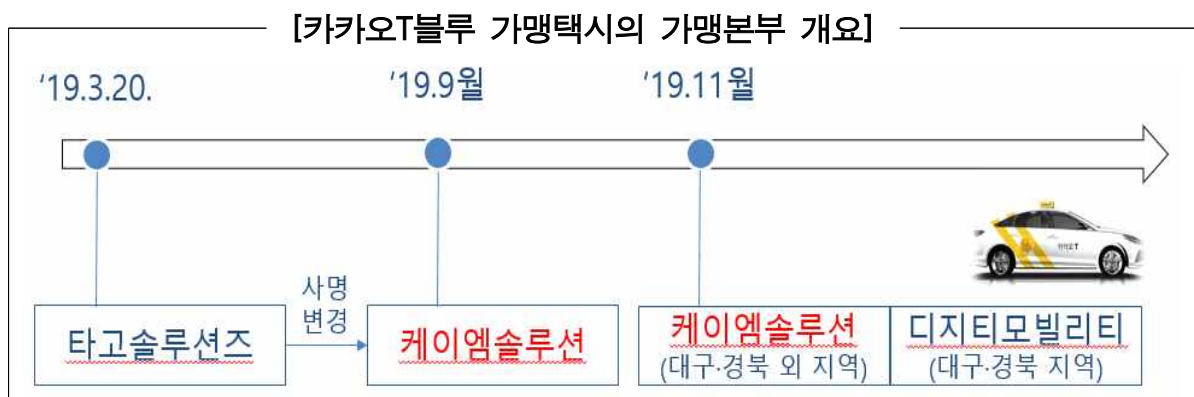 [카카오T블루 가맹택시의 가맹본부 개요]
'19.3.20.
'19.9월
'19.11월
사명
변경
타고솔루션즈
케이엠솔루션
케이엠솔루션
(대구·경북 외 지역)
디지티모빌리티
(대구·경북 지역)